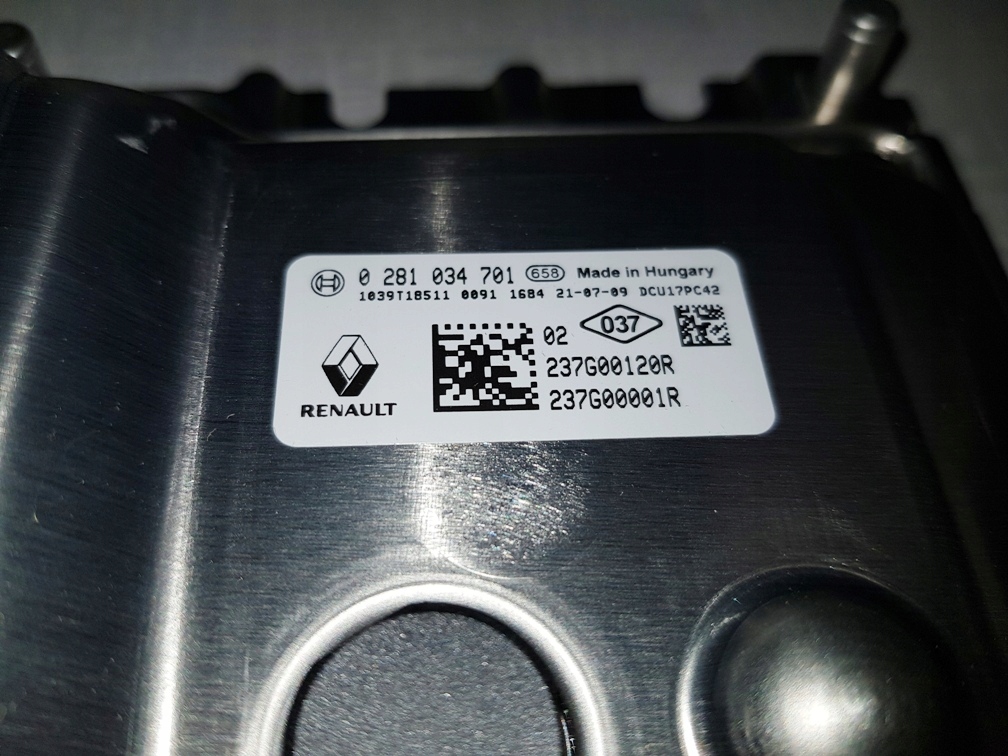 0 281 034 701 658 Made in Hungary
1039T18511 0091 1684 21-07-09 DCU17PC42
02 037
237G00120R
237G00001R
RENAULT